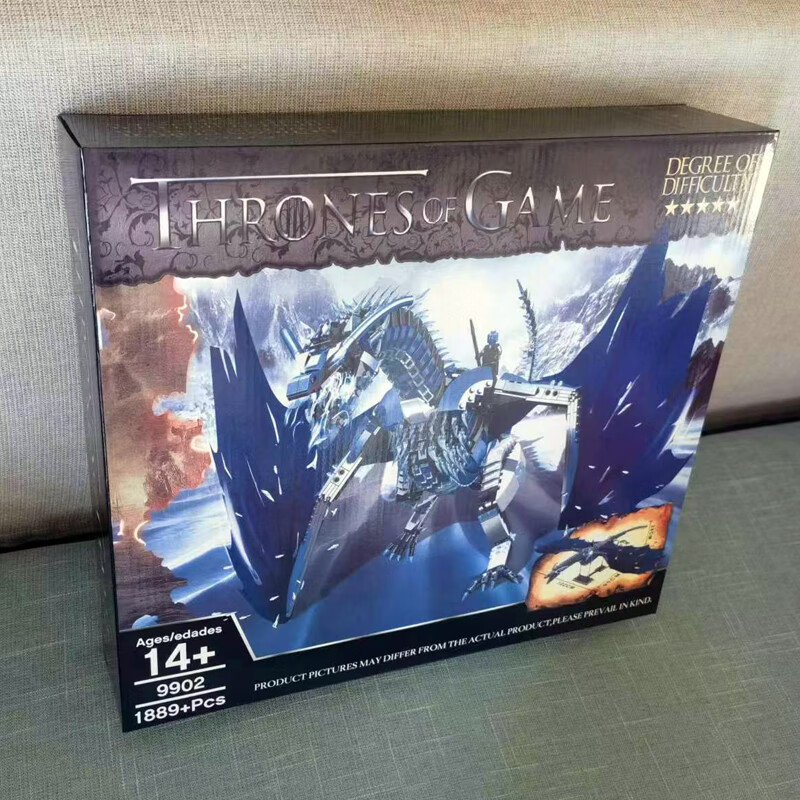 THRONES OF GAME
DEGREE OF
DIFFICULTY
★★★★★
Ages/edades
14+
9902
1889+Pcs
PRODUCT PICTURES MAY DIFFER FROM THE ACTUAL PRODUCT,PLEASE PREVAIL IN KIND.